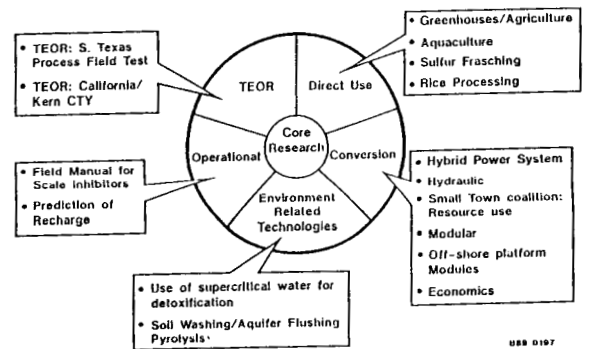 • TEOR: S. Texas
Process Field Test
• TEOR: California/
Kern CTY
• Greenhouses/Agriculture
• Aquaculture
• Sulfur Frasching
• Rice Processing
TEOR
Direct Use
Core
Research
Operational
Conversion
Environment
Related
Technologies
• Field Manual for
Scale Inhibitors
• Prediction of
Recharge
• Hybrid Power System
• Hydraulic
• Small Town coalition:
Resource use
• Modular
• Off-shore platform
Modules
• Economics
• Use of supercritical water for
detoxification
• Soil Washing/Aquifer Flushing
Pyrolysis